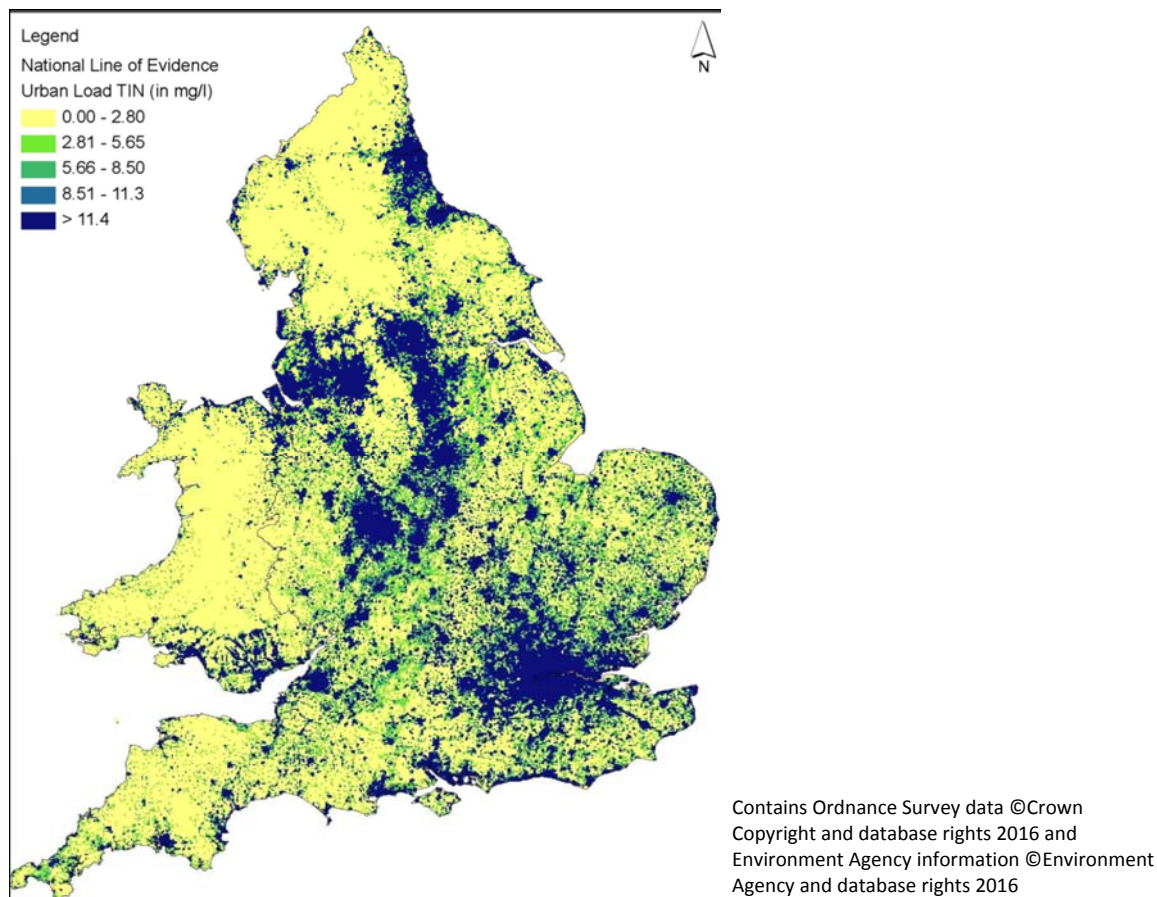 Legend
National Line of Evidence
Urban Load TIN (in mg/l)
0.00 - 2.80
2.81 - 5.65
5.66 - 8.50
8.51 - 11.3
> 11.4
N
Contains Ordnance Survey data ©Crown
Copyright and database rights 2016 and
Environment Agency information ©Environment
Agency and database rights 2016